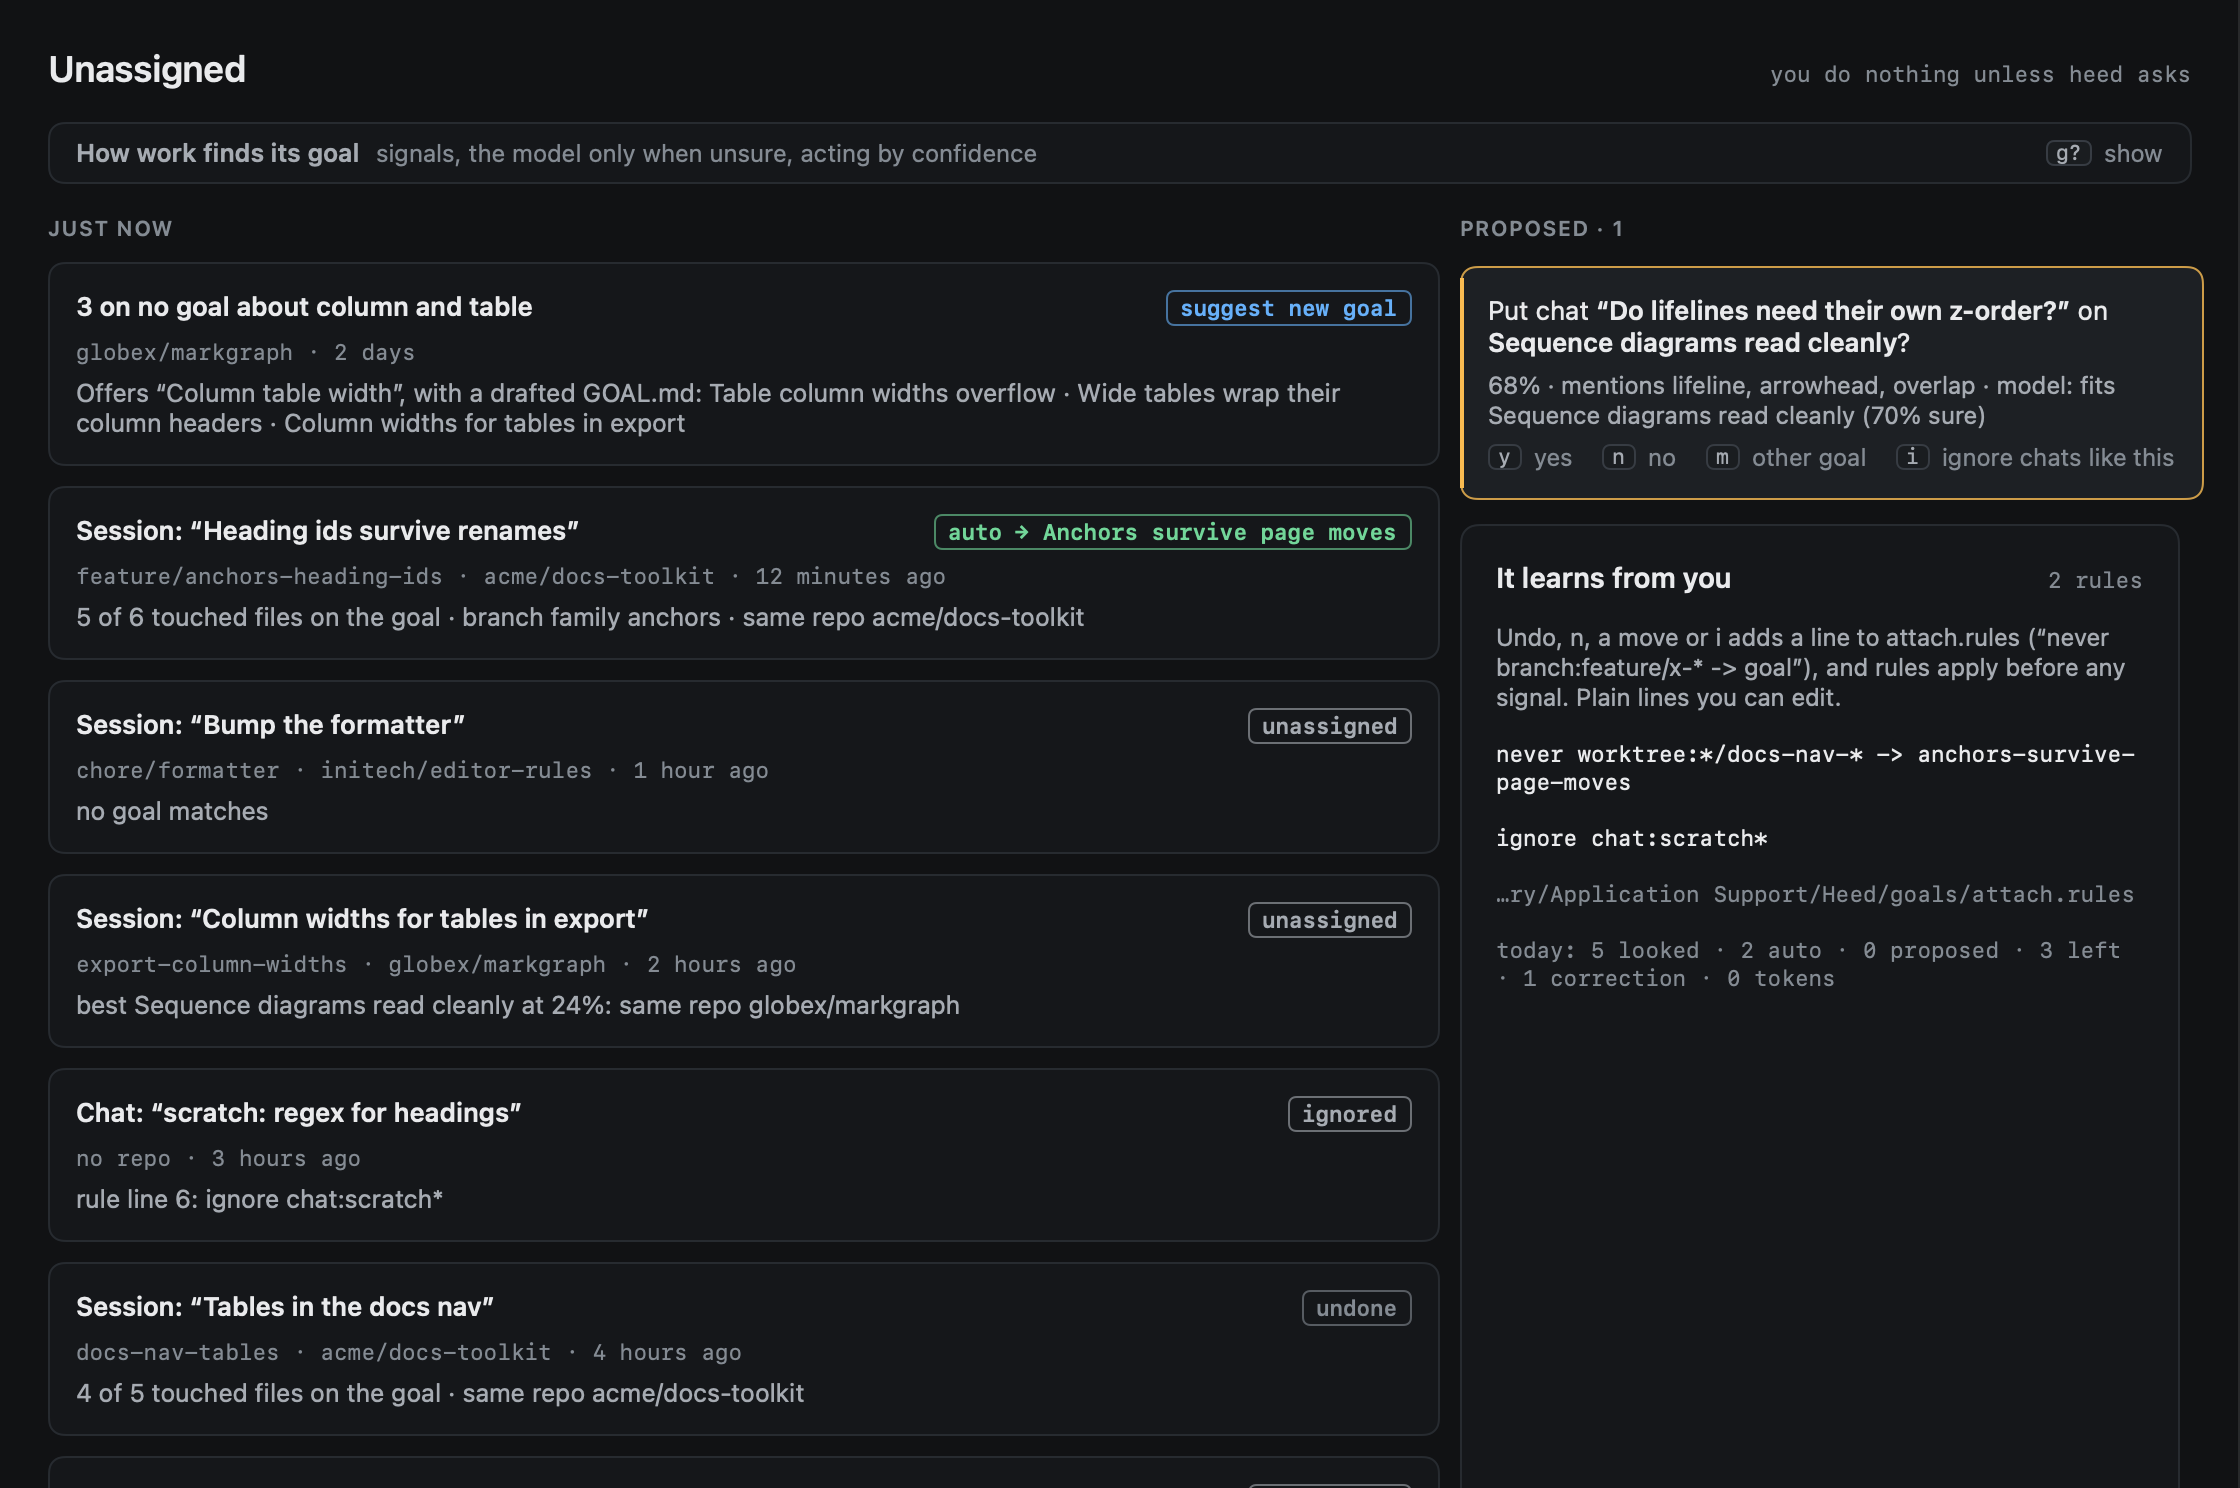 Unassigned
you do nothing unless heed asks
How work finds its goal signals, the model only when unsure, acting by confidence
g? show
JUST NOW
3 on no goal about column and table
suggest new goal
globex/markgraph · 2 days
Offers “Column table width”, with a drafted GOAL.md: Table column widths overflow · Wide tables wrap their
column headers · Column widths for tables in export
Session: “Heading ids survive renames”
auto → Anchors survive page moves
feature/anchors-heading-ids · acme/docs-toolkit · 12 minutes ago
5 of 6 touched files on the goal · branch family anchors · same repo acme/docs-toolkit
Session: “Bump the formatter”
unassigned
chore/formatter · initech/editor-rules · 1 hour ago
no goal matches
Session: “Column widths for tables in export”
unassigned
export-column-widths · globex/markgraph · 2 hours ago
best Sequence diagrams read cleanly at 24%: same repo globex/markgraph
Chat: “scratch: regex for headings”
ignored
no repo · 3 hours ago
rule line 6: ignore chat:scratch*
Session: “Tables in the docs nav”
undone
docs-nav-tables · acme/docs-toolkit · 4 hours ago
4 of 5 touched files on the goal · same repo acme/docs-toolkit
PROPOSED · 1
Put chat “Do lifelines need their own z-order?” on
Sequence diagrams read cleanly?
68% · mentions lifeline, arrowhead, overlap · model: fits
Sequence diagrams read cleanly (70% sure)
y yes n no m other goal i ignore chats like this
It learns from you
2 rules
Undo, n, a move or i adds a line to attach.rules (“never
branch:feature/x-* -> goal”), and rules apply before any
signal. Plain lines you can edit.
never worktree:*/docs-nav-* -> anchors-survive-
page-moves
ignore chat:scratch*
…ry/Application Support/Heed/goals/attach.rules
today: 5 looked · 2 auto · 0 proposed · 3 left
· 1 correction · 0 tokens